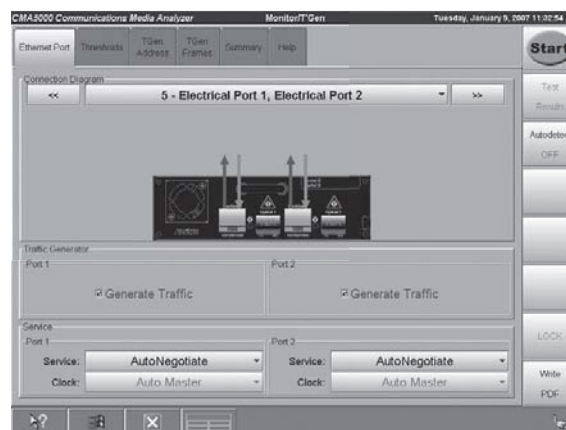 CMA5000 Communications Media Analyzer Monitor/T'Gen Tuesday, January 9, 2007 11:32:54
Ethernet Port Thresholds TGen Address TGen Frames Summary Help
Start
Connection Diagram
<< 5 - Electrical Port 1, Electrical Port 2 >>
Test Results
Autodetect
OFF
Traffic Generator
Port 1 Port 2
Generate Traffic Generate Traffic
Service
Port 1 Port 2
Service: AutoNegotiate Service: AutoNegotiate
Clock: Auto Master Clock: Auto Master
LOCK
Write
PDF